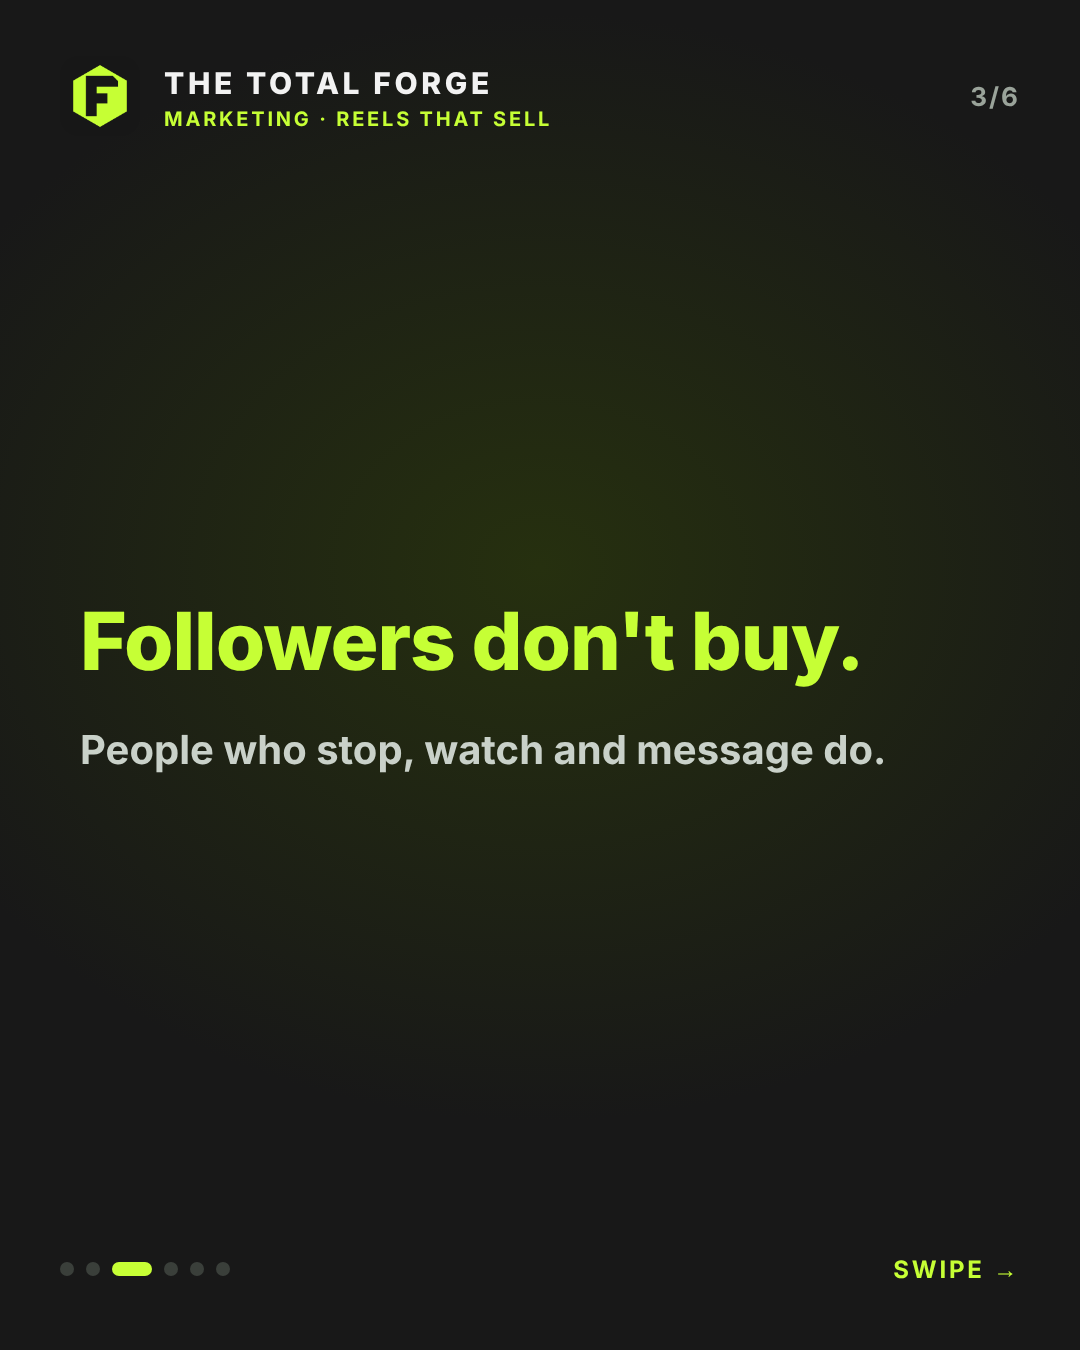 THE TOTAL FORGE
MARKETING · REELS THAT SELL
3/6
Followers don't buy.
People who stop, watch and message do.
SWIPE →